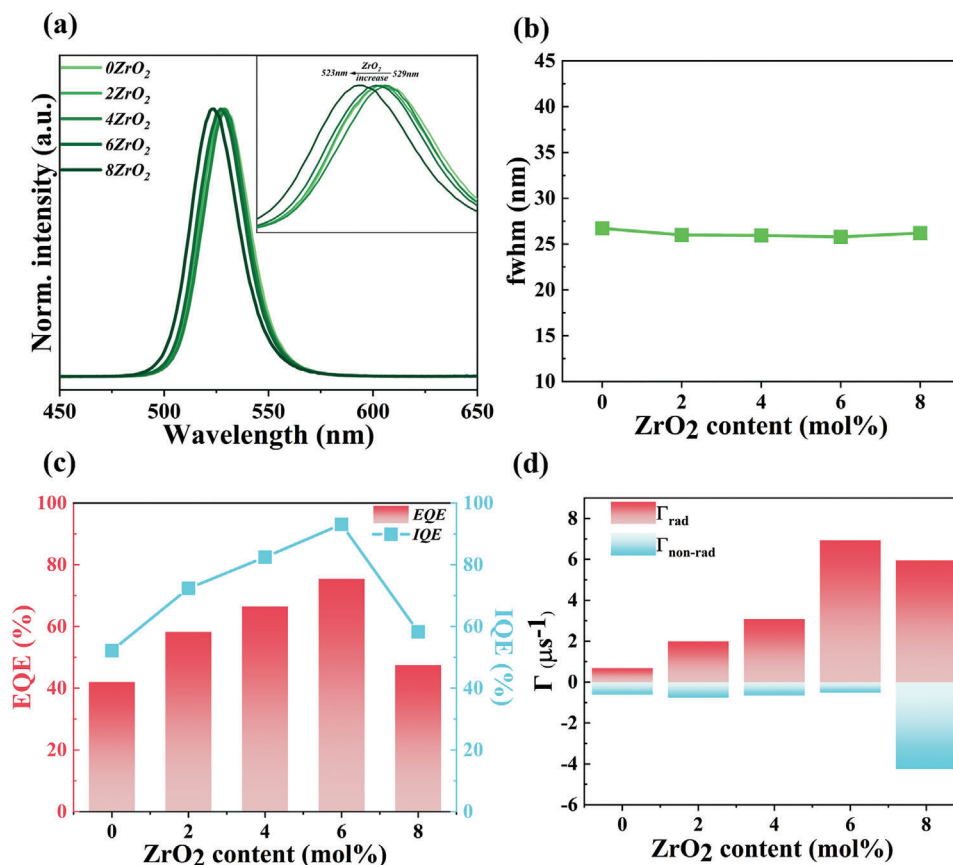 (a)
0ZrO2
2ZrO2
4ZrO2
6ZrO2
8ZrO2
ZrO2
523nm
529nm
increase
Norm. intensity (a.u.)
450 500 550 600 650
Wavelength (nm)
(b)
45
40
35
30
25
20
15
10
fwhm (nm)
0 2 4 6 8
ZrO2 content (mol%)
(c)
100
80
60
40
20
0
EQE (%)
EQE
IQE
100
80
60
40
20
0
IQE (%)
0 2 4 6 8
ZrO2 content (mol%)
(d)
Γrad
Γnon-rad
8
6
4
2
0
-2
-4
-6
Γ (μs-1)
0 2 4 6 8
ZrO2 content (mol%)